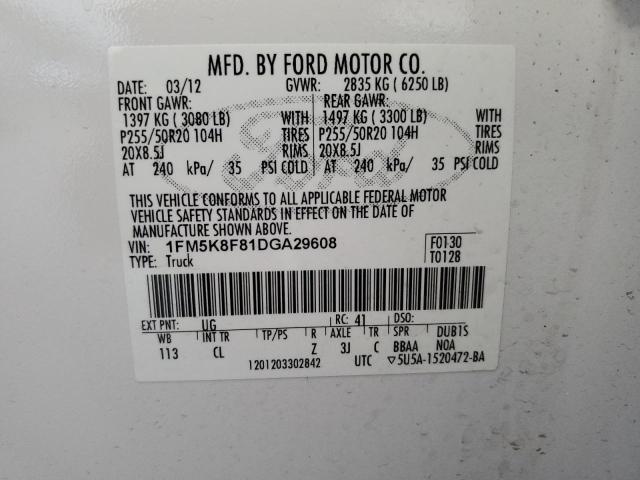 MFD. BY FORD MOTOR CO.
DATE: 03/12 GVWR: 2835 KG ( 6250 LB)
FRONT GAWR: REAR GAWR:
1397 KG ( 3080 LB) WITH 1497 KG ( 3300 LB) WITH
P255/50R20 104H TIRES P255/50R20 104H TIRES
20X8.5J RIMS 20X8.5J RIMS
AT 240 kPa/ 35 PSI COLD AT 240 kPa/ 35 PSI COLD
Ford
THIS VEHICLE CONFORMS TO ALL APPLICABLE FEDERAL MOTOR
VEHICLE SAFETY STANDARDS IN EFFECT ON THE DATE OF
MANUFACTURE SHOWN ABOVE.
VIN: 1FM5K8F81DGA29608 F0130
TYPE: Truck T0128
EXT PNT: UG RC: 41 DSO:
WB INT TR TP/PS R AXLE TR SPR DUB1S
113 CL Z 3J C BBAA NOA
1201203302842 UTC ▽5U5A-1520472-BA